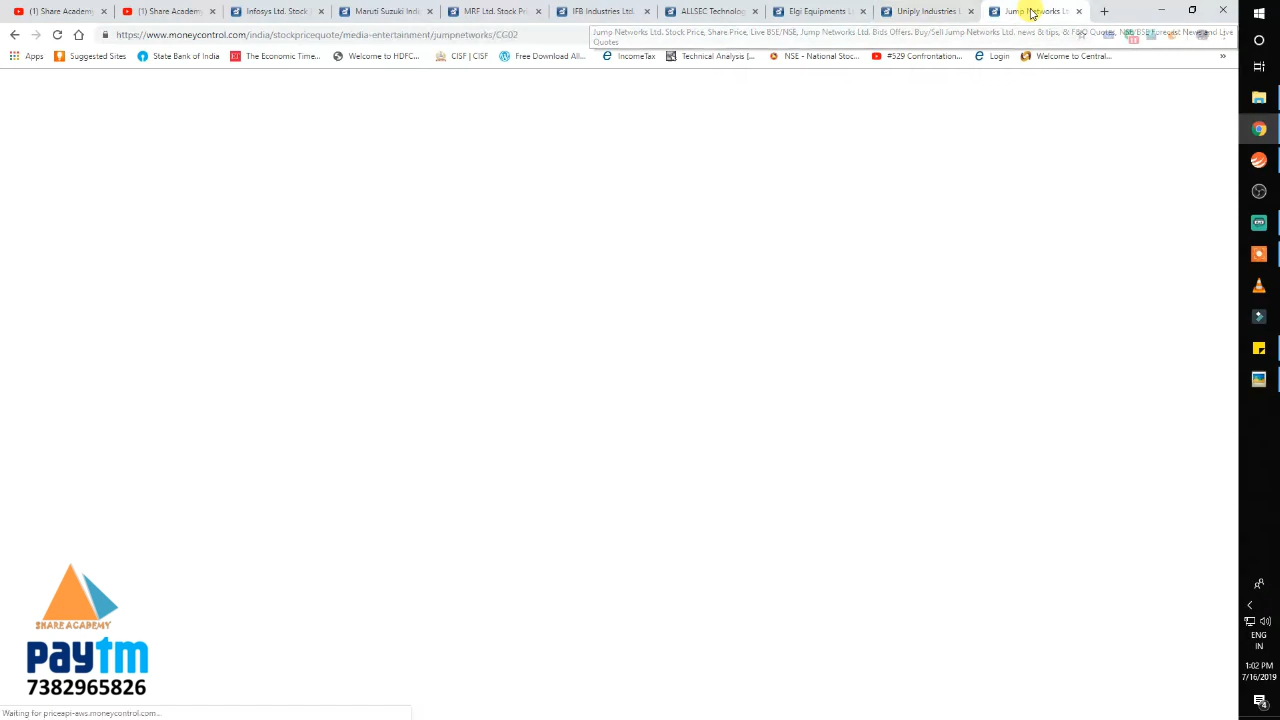 (1) Share Academy
(1) Share Academy
Infosys Ltd. Stock
Maruti Suzuki Indi
MRF Ltd. Stock Pric
IFB Industries Ltd.
ALLSEC Technolog
Elgi Equipments L
Uniply Industries L
Jump Networks Lt
https://www.moneycontrol.com/india/stockpricequote/media-entertainment/jumpnetworks/CG02
Jump Networks Ltd. Stock Price, Share Price, Live BSE/NSE, Jump Networks Ltd. Bids Offers. Buy/Sell Jump Networks Ltd. news & tips, & F&O Quotes, NSE/BSE Forecast News and Live
Quotes
Apps
Suggested Sites
State Bank of India
The Economic Time...
Welcome to HDFC...
CISF | CISF
Free Download All...
IncomeTax
Technical Analysis |...
NSE - National Stoc...
#529 Confrontation...
Login
Welcome to Central...
»
SHARE ACADEMY
paytm
7382965826
Waiting for priceapi-aws.moneycontrol.com...
ENG
IN
1:02 PM
7/16/2019
4